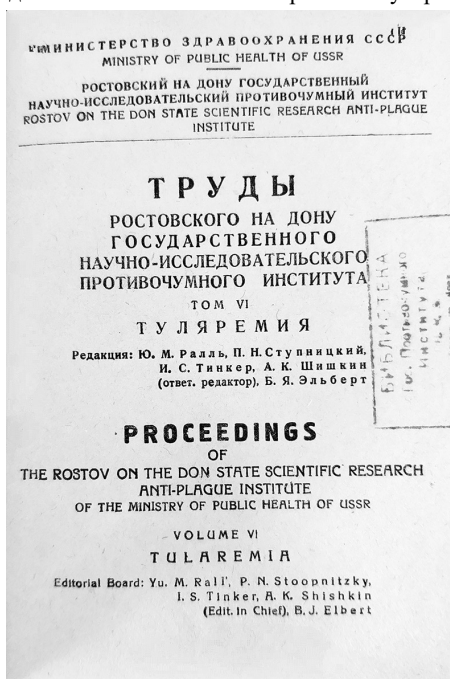 МИНИСТЕРСТВО ЗДРАВООХРАНЕНИЯ СССР
MINISTRY OF PUBLIC HEALTH OF USSR
РОСТОВСКИЙ НА ДОНУ ГОСУДАРСТВЕННЫЙ
НАУЧНО-ИССЛЕДОВАТЕЛЬСКИЙ ПРОТИВОЧУМНЫЙ ИНСТИТУТ
ROSTOV ON THE DON STATE SCIENTIFIC RESEARCH ANTI-PLAGUE
INSTITUTE
ТРУДЫ
РОСТОВСКОГО НА ДОНУ
ГОСУДАРСТВЕННОГО
НАУЧНО-ИССЛЕДОВАТЕЛЬСКОГО
ПРОТИВОЧУМНОГО ИНСТИТУТА
ТОМ VI
ТУЛЯРЕМИЯ
Редакция: Ю. М. Ралль, П. Н. Ступницкий,
И. С. Тинкер, А. К. Шишкин
(ответ. редактор), Б. Я. Эльберт
БИБЛИОТЕКА
Института
PROCEEDINGS
OF
THE ROSTOV ON THE DON STATE SCIENTIFIC RESEARCH
ANTI-PLAGUE INSTITUTE
OF THE MINISTRY OF PUBLIC HEALTH OF USSR
VOLUME VI
TULAREMIA
Editorial Board: Yu. M. Rall', P. N. Stoopnitzky,
I. S. Tinker, A. K. Shishkin
(Edit. in Chief), B. J. Elbert